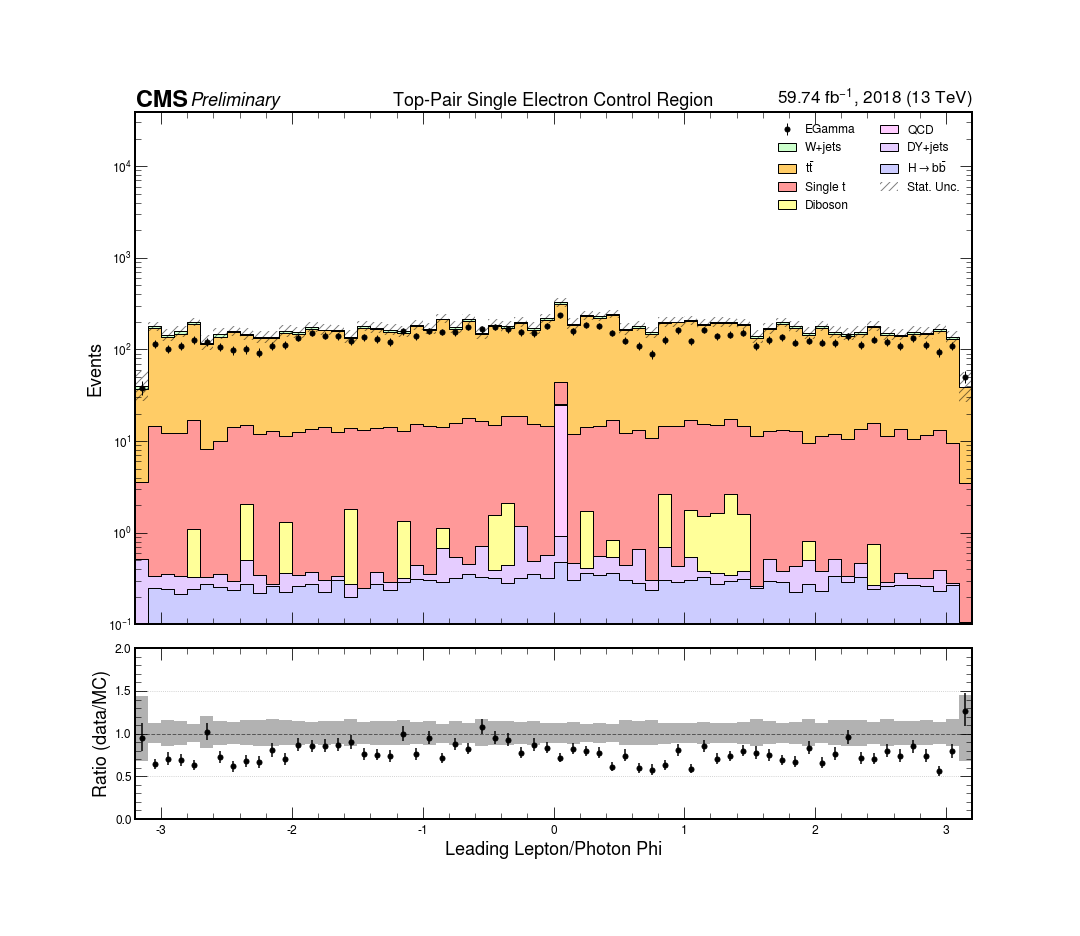 CMS Preliminary
Top-Pair Single Electron Control Region
59.74 fb⁻¹, 2018 (13 TeV)
EGamma
W+jets
tt̄
Single t
Diboson
QCD
DY+jets
H→bb̄
Stat. Unc.
Events
10⁴
10³
10²
10¹
10⁰
10⁻¹
Ratio (data/MC)
2.0
1.5
1.0
0.5
0.0
-3 -2 -1 0 1 2 3
Leading Lepton/Photon Phi